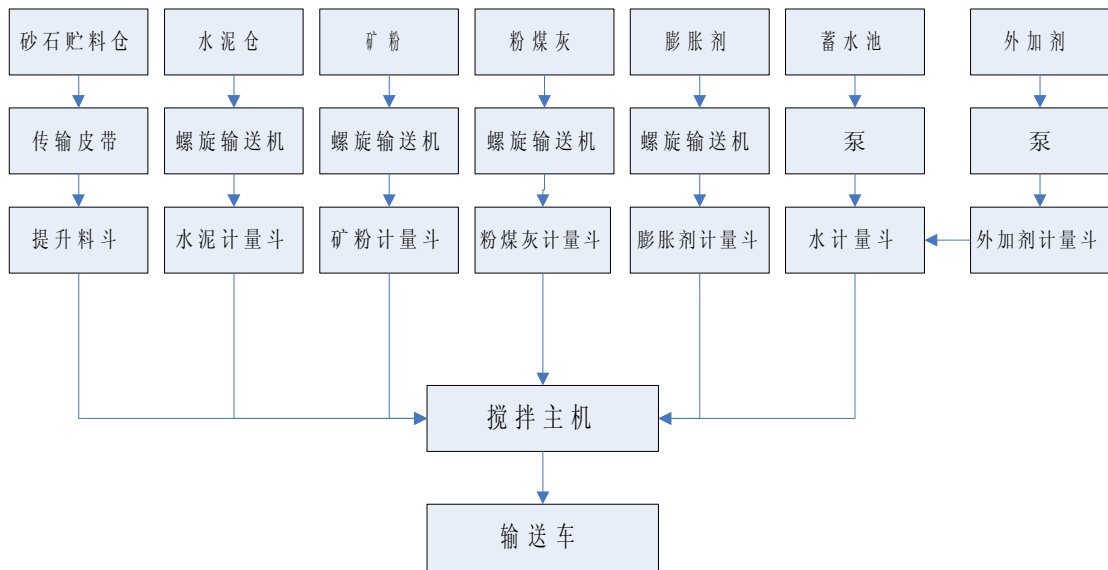 砂石贮料仓
水泥仓
矿粉
粉煤灰
膨胀剂
蓄水池
外加剂
传输皮带
螺旋输送机
螺旋输送机
螺旋输送机
螺旋输送机
泵
泵
提升料斗
水泥计量斗
矿粉计量斗
粉煤灰计量斗
膨胀剂计量斗
水计量斗
外加剂计量斗
搅拌主机
输送车